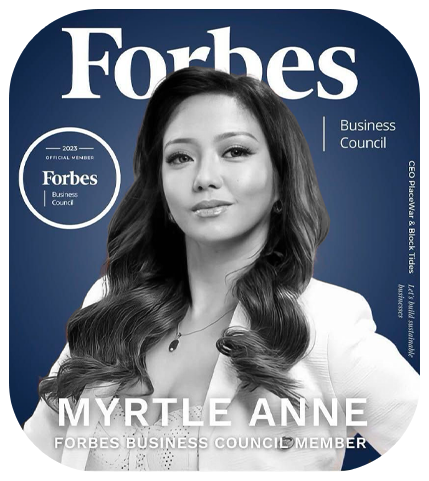 Forbes
Business
Council
2023
OFFICIAL MEMBER
Forbes
Business
Council
CEO PlaceWar & Block Tides
Let's build sustainable
businesses
MYRTLE ANNE
FORBES BUSINESS COUNCIL MEMBER